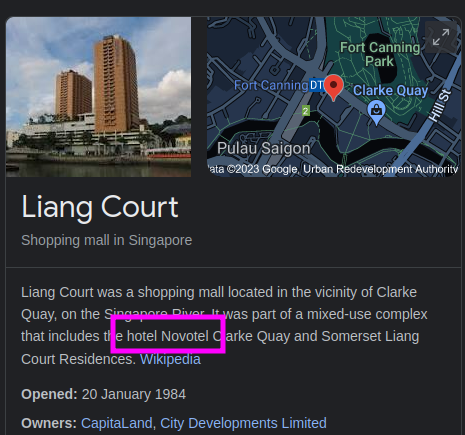 Fort Canning
Park
Fort Canning DT
Clarke Quay
Hill St
2
Pulau Saigon
ata ©2023 Google, Urban Redevelopment Authority
Liang Court
Shopping mall in Singapore
Liang Court was a shopping mall located in the vicinity of Clarke
Quay, on the Singapore River. It was part of a mixed-use complex
that includes the hotel Novotel Clarke Quay and Somerset Liang
Court Residences. Wikipedia
Opened: 20 January 1984
Owners: CapitaLand, City Developments Limited